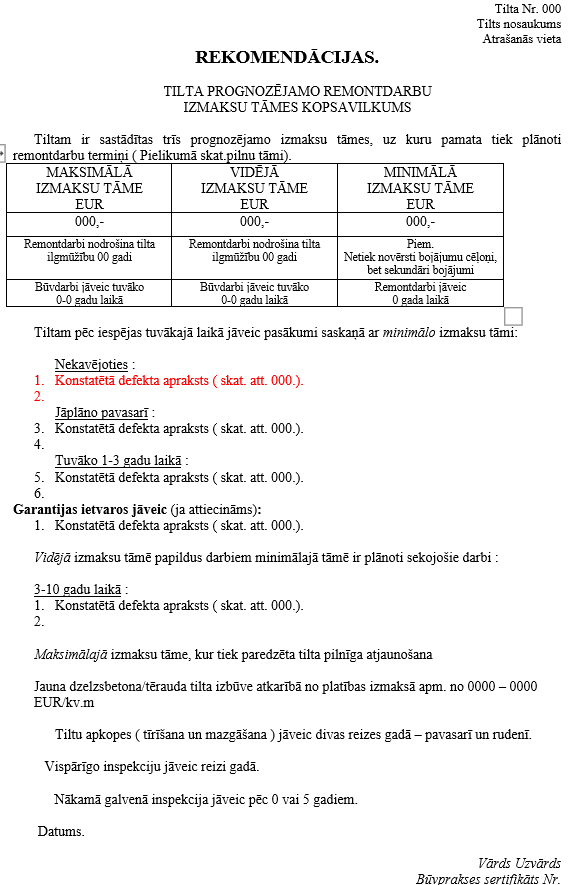 Tilta Nr. 000
Tilts nosaukums
Atrašanās vieta
REKOMENDĀCIJAS.
TILTA PROGNOZĒJAMO REMONTDARBU
IZMAKSU TĀMES KOPSAVILKUMS
Tiltam ir sastādītas trīs prognozējamo izmaksu tāmes, uz kuru pamata tiek plānoti
remontdarbu termiņi ( Pielikumā skat.pilnu tāmi).
MAKSIMĀLĀ
IZMAKSU TĀME
EUR
VIDĒJĀ
IZMAKSU TĀME
EUR
MINIMĀLĀ
IZMAKSU TĀME
EUR
000,-
000,-
000,-
Remontdarbi nodrošina tilta
ilgmūžību 00 gadi
Remontdarbi nodrošina tilta
ilgmūžību 00 gadi
Piem.
Netiek novērsti bojājumu cēloņi,
bet sekundāri bojājumi
Būvdarbi jāveic tuvāko
0-0 gadu laikā
Būvdarbi jāveic tuvāko
0-0 gadu laikā
Remontdarbi jāveic
0 gada laikā
Tiltam pēc iespējas tuvākajā laikā jāveic pasākumi saskaņā ar minimālo izmaksu tāmi:
Nekavējoties :
1. Konstatētā defekta apraksts ( skat. att. 000.).
2.
Jāplāno pavasarī :
3. Konstatētā defekta apraksts ( skat. att. 000.).
4.
Tuvāko 1-3 gadu laikā :
5. Konstatētā defekta apraksts ( skat. att. 000.).
6.
Garantijas ietvaros jāveic (ja attiecināms):
1. Konstatētā defekta apraksts ( skat. att. 000.).
Vidējā izmaksu tāmē papildus darbiem minimālajā tāmē ir plānoti sekojošie darbi :
3-10 gadu laikā :
1. Konstatētā defekta apraksts ( skat. att. 000.).
2.
Maksimālajā izmaksu tāme, kur tiek paredzēta tilta pilnīga atjaunošana
Jauna dzelzsbetona/tērauda tilta izbūve atkarībā no platības izmaksā apm. no 0000 – 0000
EUR/kv.m
Tiltu apkopes ( tīrīšana un mazgāšana ) jāveic divas reizes gadā – pavasarī un rudenī.
Vispārīgo inspekciju jāveic reizi gadā.
Nākamā galvenā inspekcija jāveic pēc 0 vai 5 gadiem.
Datums.
Vārds Uzvārds
Būvprakses sertifikāts Nr.